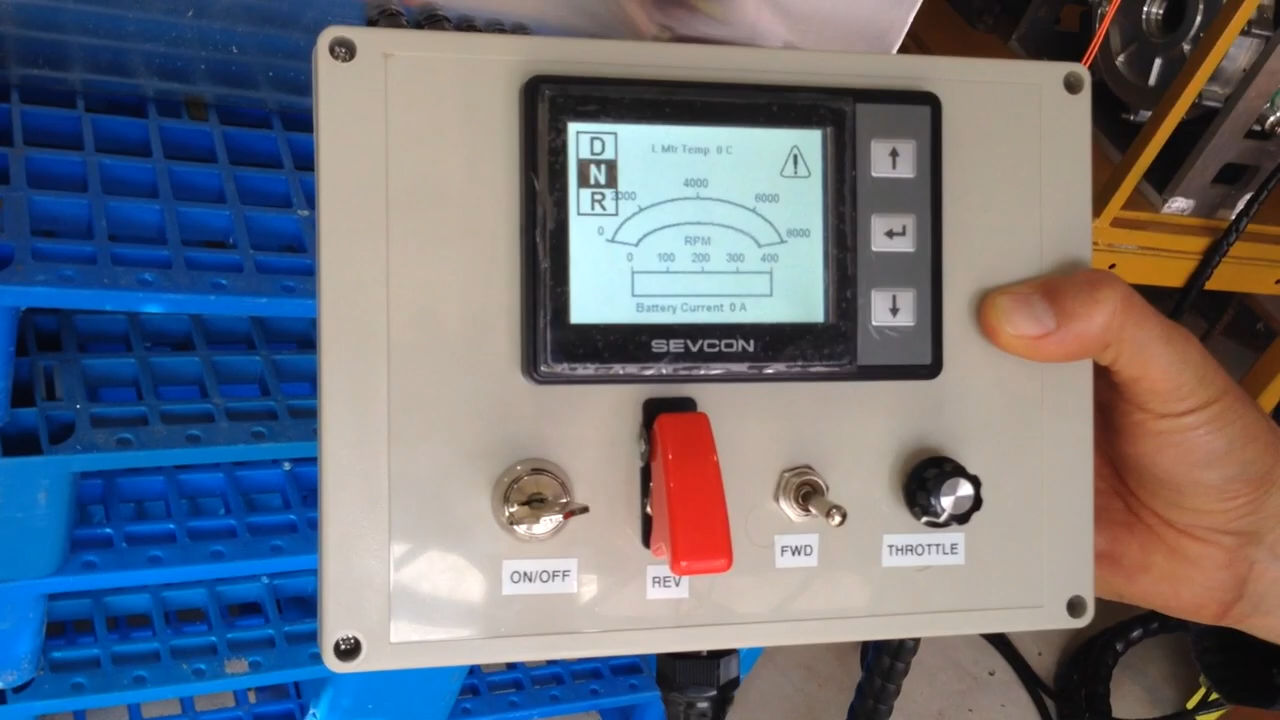 D
N
R
L Mtr Temp 0 C
0
2000
4000
6000
8000
RPM
0 100 200 300 400
Battery Current 0 A
SEVCON
ON/OFF
REV
FWD
THROTTLE